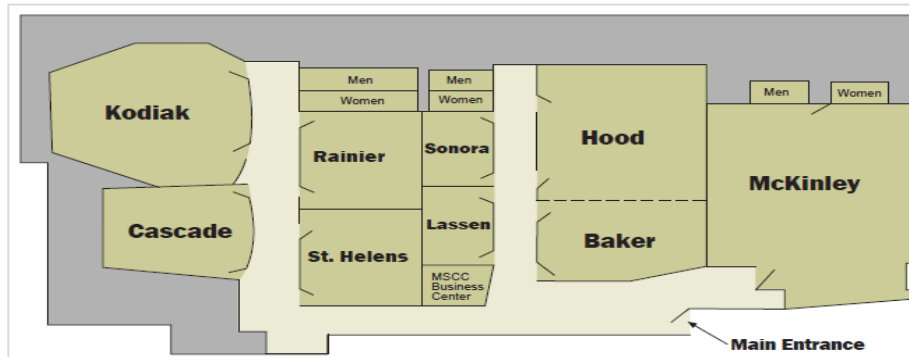 Men
Women
Men
Women
Men
Women
Kodiak
Rainier
Sonora
Hood
McKinley
Cascade
St. Helens
Lassen
Baker
MSCC
Business
Center
Main Entrance